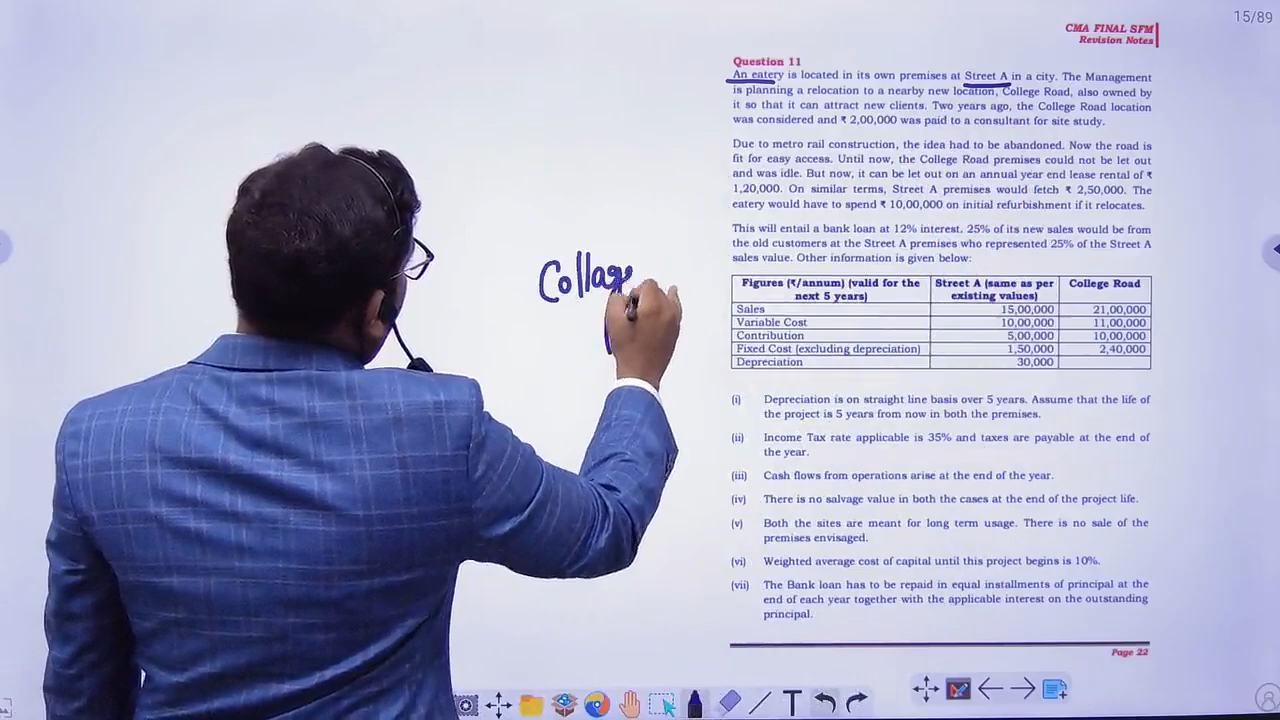 15/89
CMA FINAL SFM
Revision Notes
Question 11
An eatery is located in its own premises at Street A in a city. The Management
is planning a relocation to a nearby new location, College Road, also owned by
it so that it can attract new clients. Two years ago, the College Road location
was considered and ₹ 2,00,000 was paid to a consultant for site study.
Due to metro rail construction, the idea had to be abandoned. Now the road is
fit for easy access. Until now, the College Road premises could not be let out
and was idle. But now, it can be let out on an annual year end lease rental of ₹
1,20,000. On similar terms, Street A premises would fetch ₹ 2,50,000. The
eatery would have to spend ₹ 10,00,000 on initial refurbishment if it relocates.
This will entail a bank loan at 12% interest. 25% of its new sales would be from
the old customers at the Street A premises who represented 25% of the Street A
sales value. Other information is given below:
Figures (₹/annum) (valid for the next 5 years) Street A (same as per existing values) College Road
Sales 15,00,000 21,00,000
Variable Cost 10,00,000 11,00,000
Contribution 5,00,000 10,00,000
Fixed Cost (excluding depreciation) 1,50,000 2,40,000
Depreciation 30,000
(i) Depreciation is on straight line basis over 5 years. Assume that the life of
the project is 5 years from now in both the premises.
(ii) Income Tax rate applicable is 35% and taxes are payable at the end of
the year.
(iii) Cash flows from operations arise at the end of the year.
(iv) There is no salvage value in both the cases at the end of the project life.
(v) Both the sites are meant for long term usage. There is no sale of the
premises envisaged.
(vi) Weighted average cost of capital until this project begins is 10%.
(vii) The Bank loan has to be repaid in equal installments of principal at the
end of each year together with the applicable interest on the outstanding
principal.
Page 22